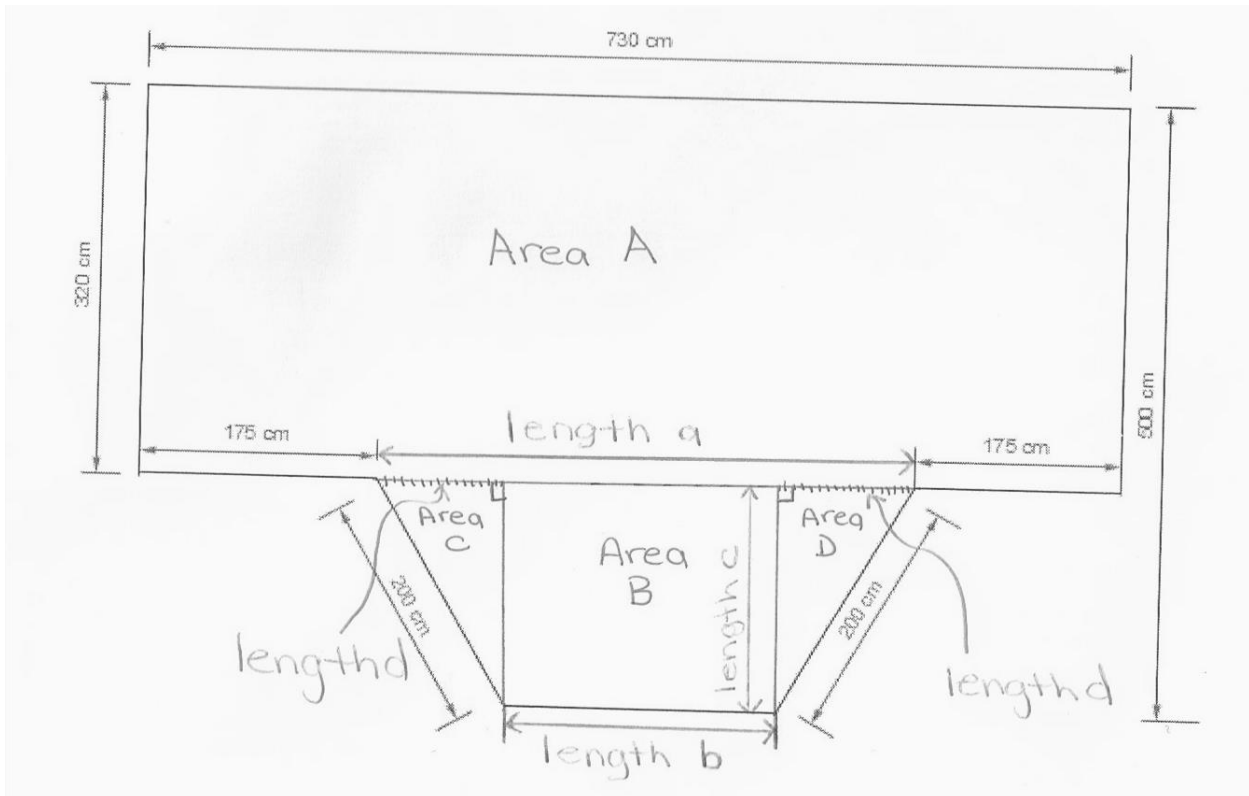 730 cm
Area A
320 cm
500 cm
length a
175 cm
175 cm
Area
C
Area
B
length c
Area
D
200 cm
200 cm
length d
length d
length b